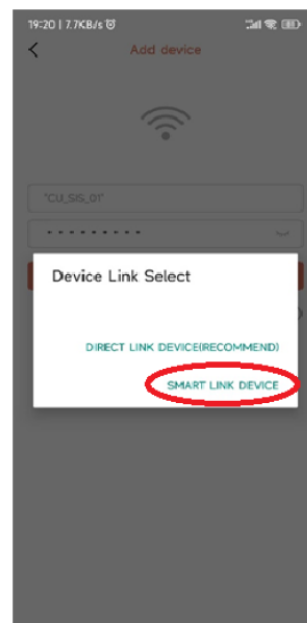 19:20 | 7.7KB/s
Add device
"CU_SIS_01"
Device Link Select
DIRECT LINK DEVICE(RECOMMEND)
SMART LINK DEVICE